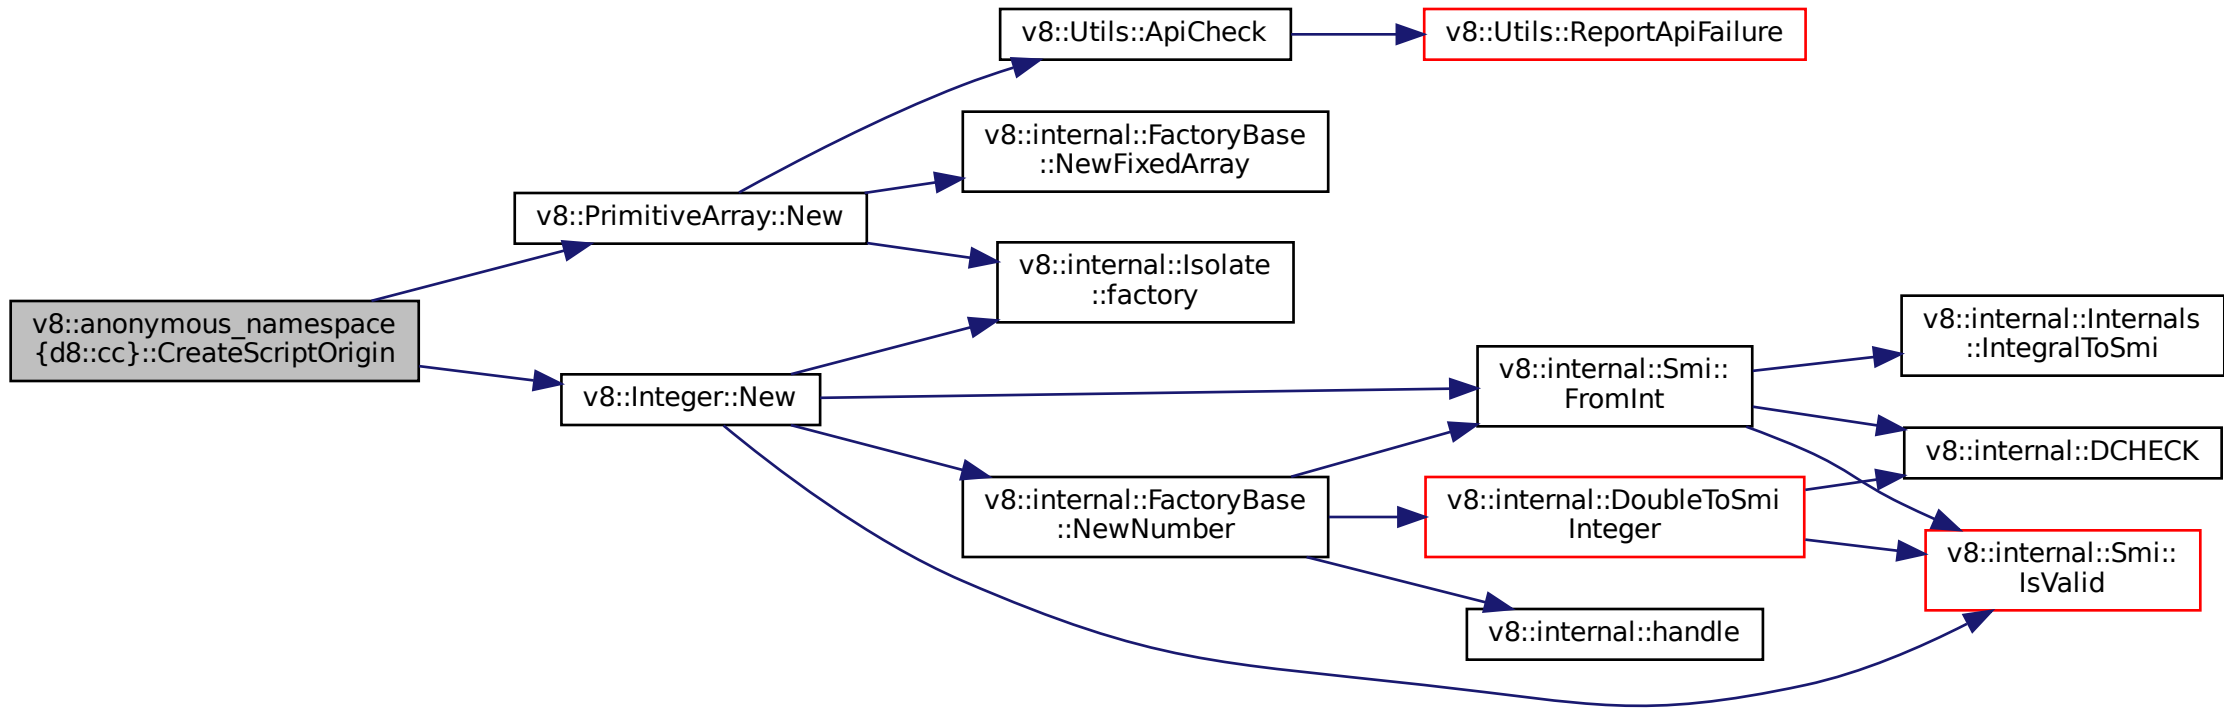 v8::Utils::ApiCheck
v8::Utils::ReportApiFailure
v8::internal::FactoryBase
::NewFixedArray
v8::PrimitiveArray::New
v8::internal::Isolate
::factory
v8::anonymous_namespace
{d8::cc}::CreateScriptOrigin
v8::Integer::New
v8::internal::Smi::
FromInt
v8::internal::Internals
::IntegralToSmi
v8::internal::DCHECK
v8::internal::FactoryBase
::NewNumber
v8::internal::DoubleToSmi
Integer
v8::internal::Smi::
IsValid
v8::internal::handle